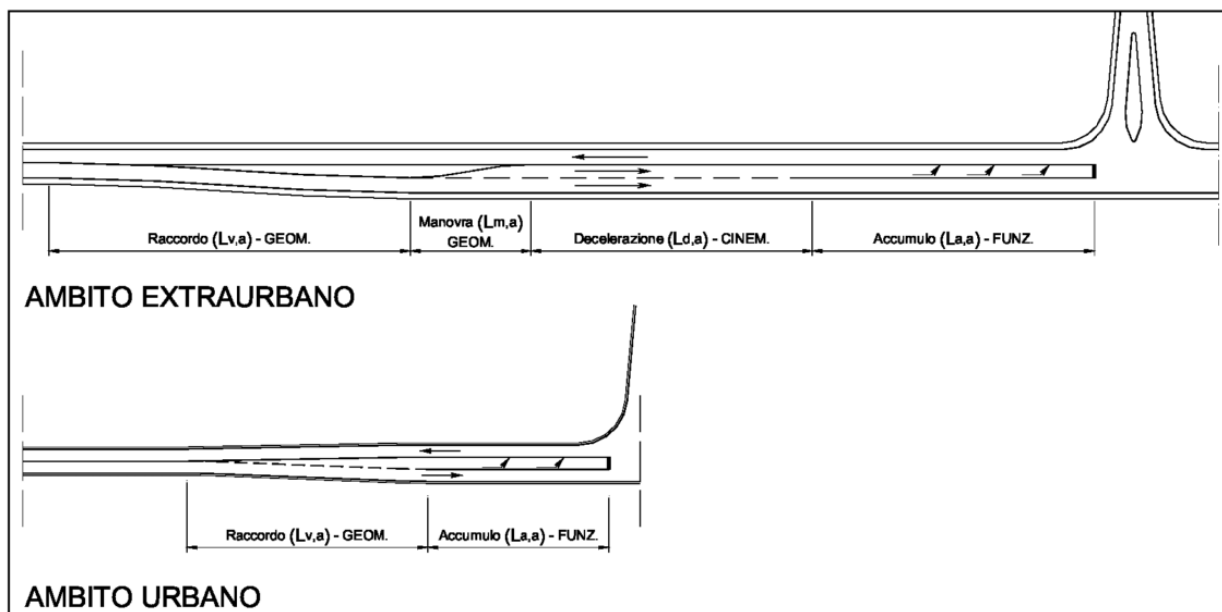 Raccordo (Lv,a) - GEOM.
Manovra (Lm,a)
GEOM.
Decelerazione (Ld,a) - CINEM.
Accumulo (La,a) - FUNZ.
AMBITO EXTRAURBANO
Raccordo (Lv,a) - GEOM.
Accumulo (La,a) - FUNZ.
AMBITO URBANO